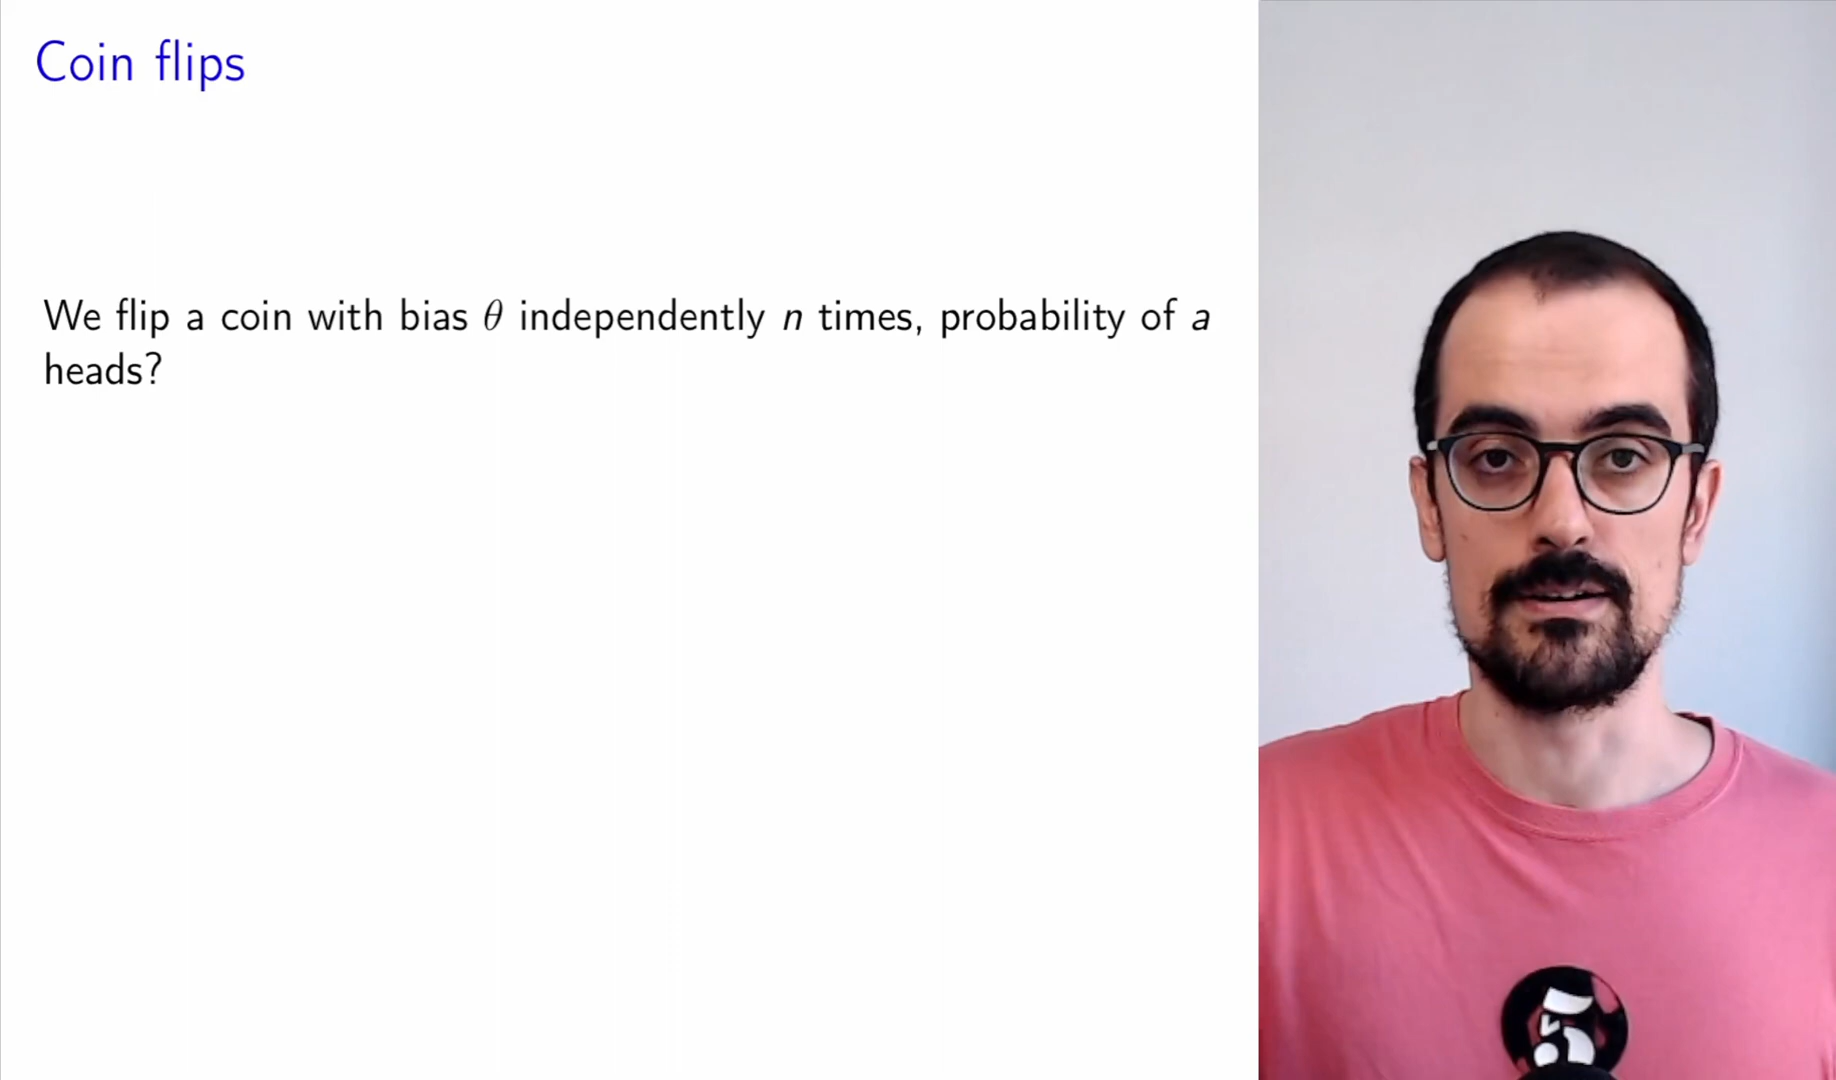 Coin flips
We flip a coin with bias θ independently n times, probability of a
heads?